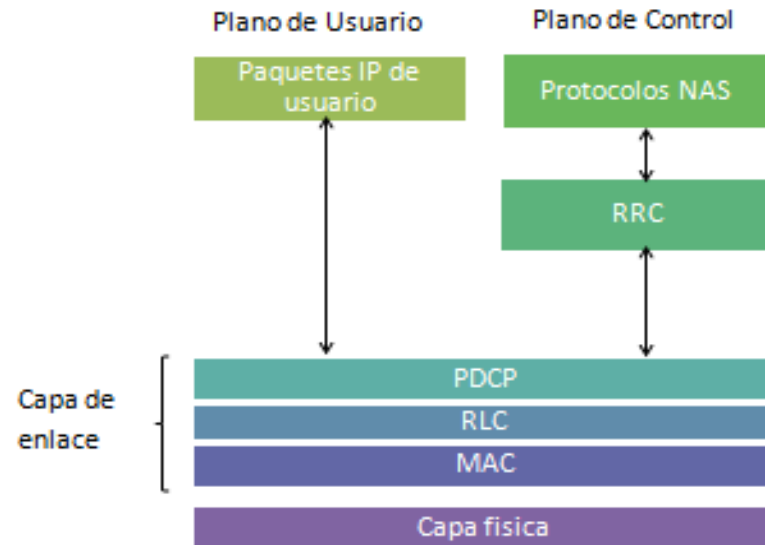 Plano de Usuario
Plano de Control
Paquetes IP de
usuario
Protocolos NAS
RRC
Capa de
enlace
PDCP
RLC
MAC
Capa fisica